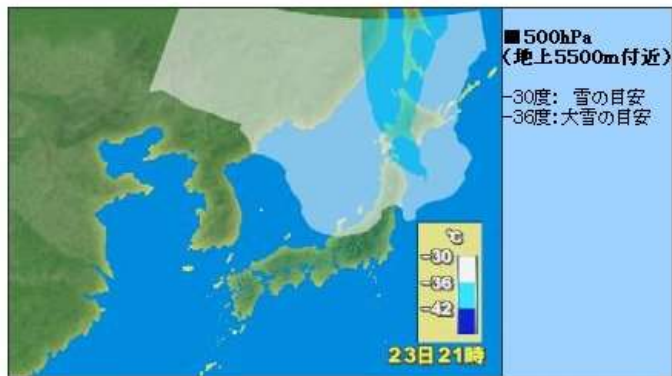 ■500hPa
(地上5500m付近)
-30度: 雪の目安
-36度:大雪の目安
℃
-30
-36
-42
23日21時